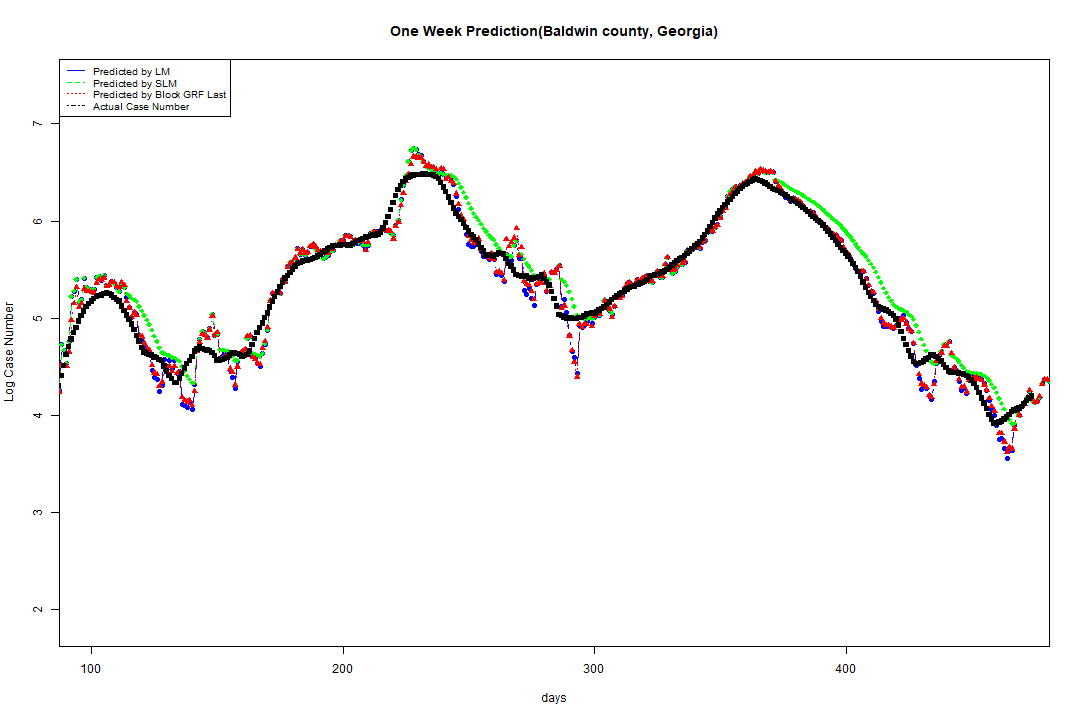 One Week Prediction(Baldwin county, Georgia)
Predicted by LM
Predicted by SLM
Predicted by Block GRF Last
Actual Case Number
7
6
5
4
3
2
Log Case Number
100 200 300 400
days